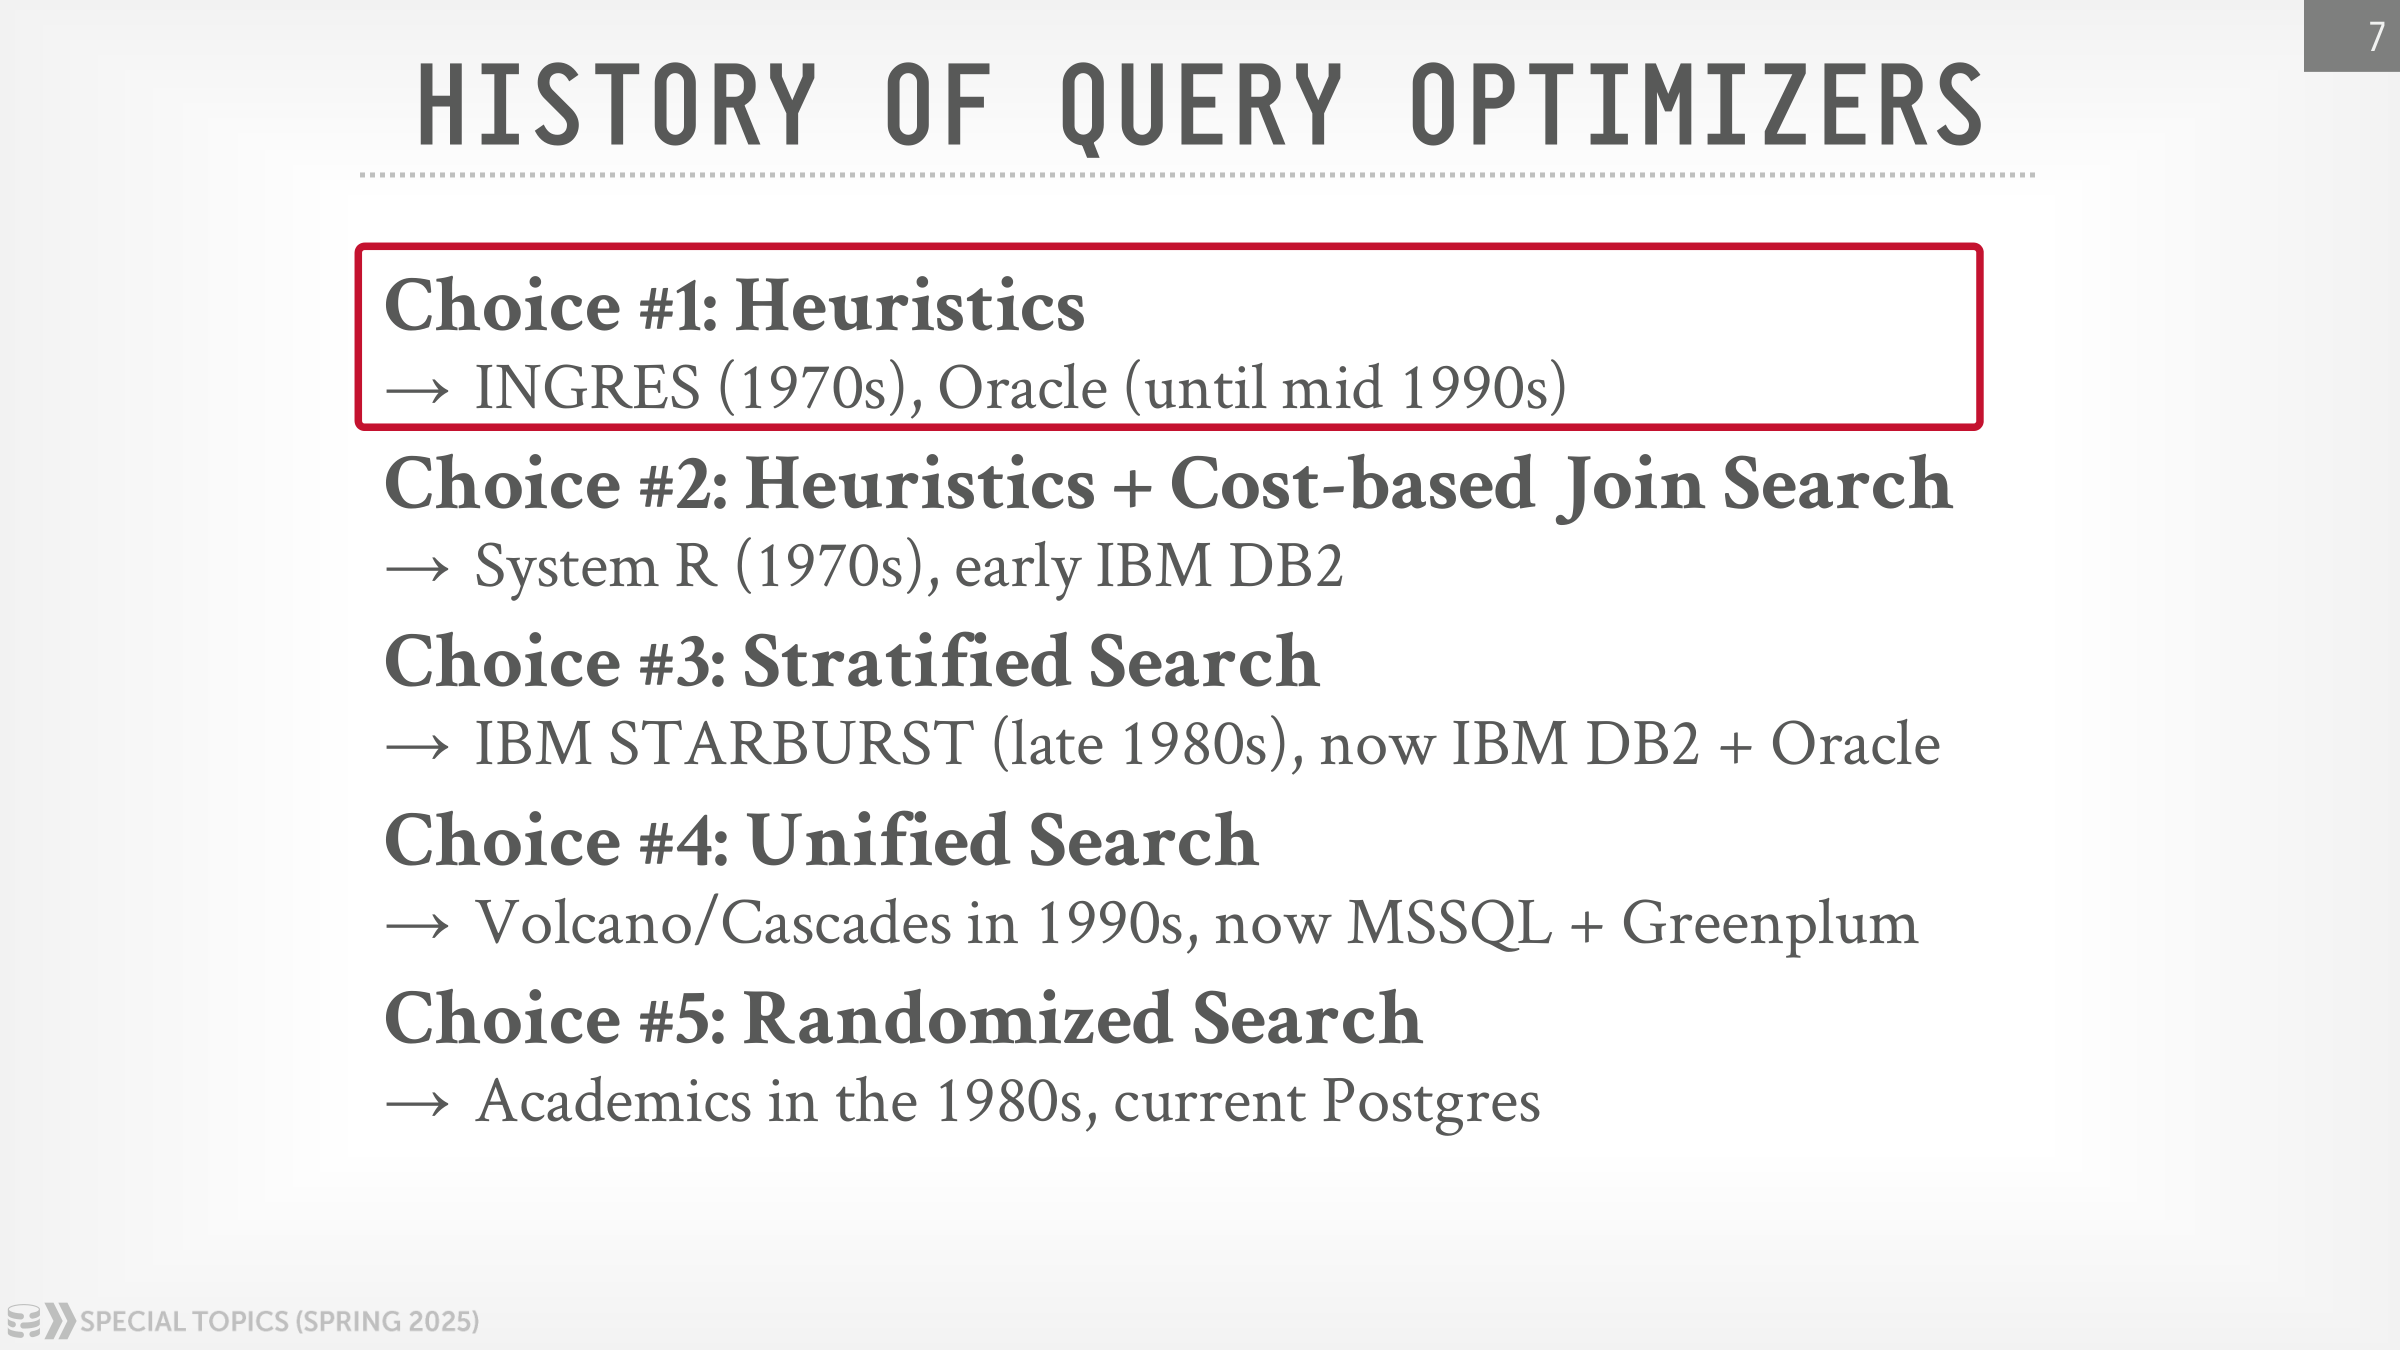 7
HISTORY OF QUERY OPTIMIZERS
Choice #1: Heuristics
→ INGRES (1970s), Oracle (until mid 1990s)
Choice #2: Heuristics + Cost-based Join Search
→ System R (1970s), early IBM DB2
Choice #3: Stratified Search
→ IBM STARBURST (late 1980s), now IBM DB2 + Oracle
Choice #4: Unified Search
→ Volcano/Cascades in 1990s, now MSSQL + Greenplum
Choice #5: Randomized Search
→ Academics in the 1980s, current Postgres
SPECIAL TOPICS (SPRING 2025)